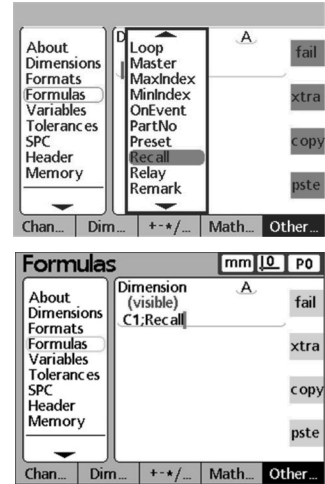 D
A
About
Dimensions
Formats
Formulas
Variables
Tolerances
SPC
Header
Memory
Loop
Master
MaxIndex
MinIndex
OnEvent
PartNo
Preset
Recall
Relay
Remark
fail
xtra
copy
pste
Chan... Dim... +-*/... Math... Other...
Formulas mm 0 P0
About
Dimensions
Formats
Formulas
Variables
Tolerances
SPC
Header
Memory
Dimension A
(visible)
C1;Recall
fail
xtra
copy
pste
Chan... Dim... +-*/... Math... Other...